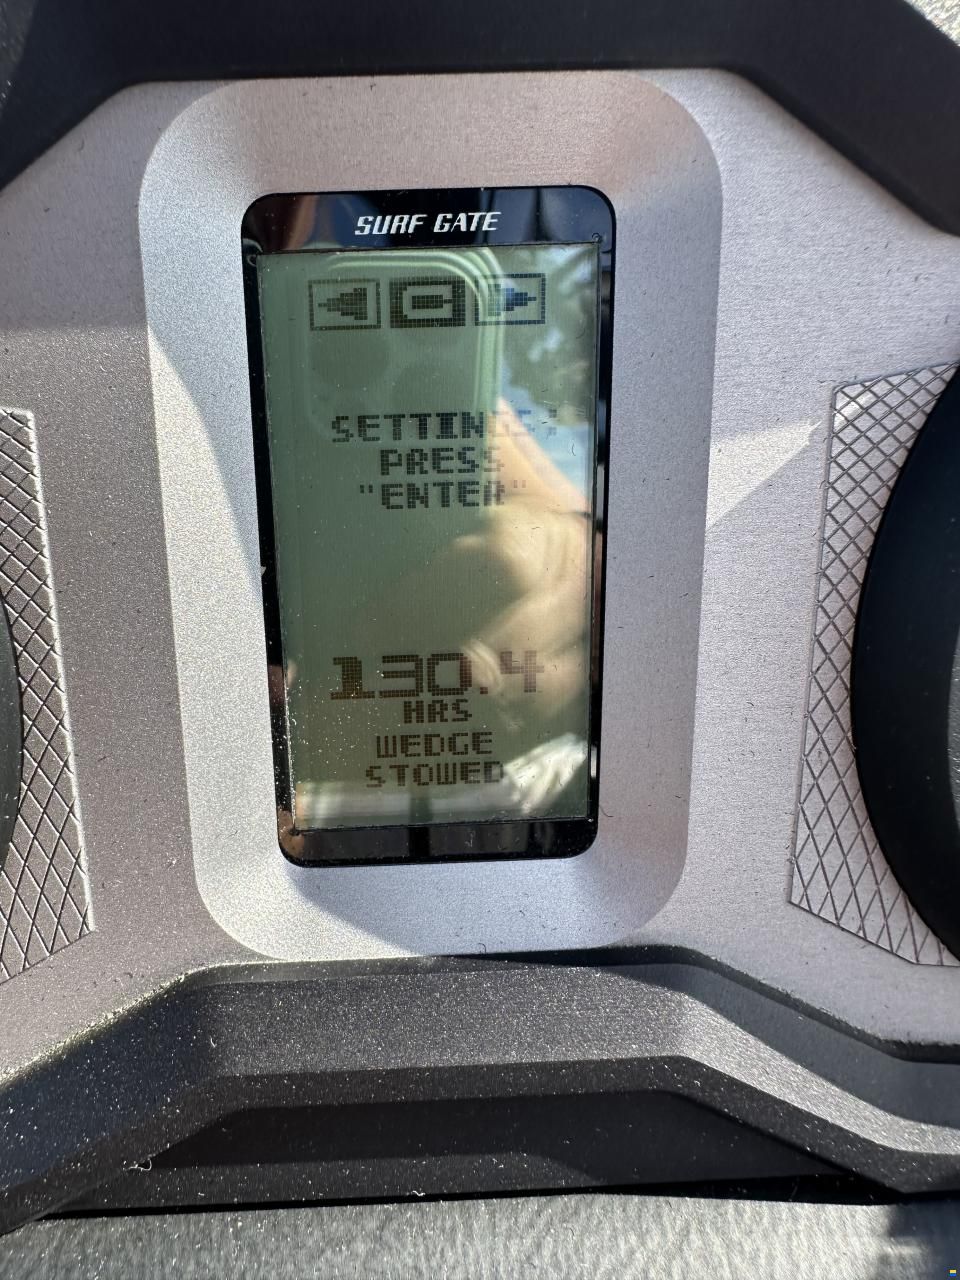 SURF GATE
SETTINGS:
PRESS
"ENTER"
130.4
HRS
WEDGE
STOWED